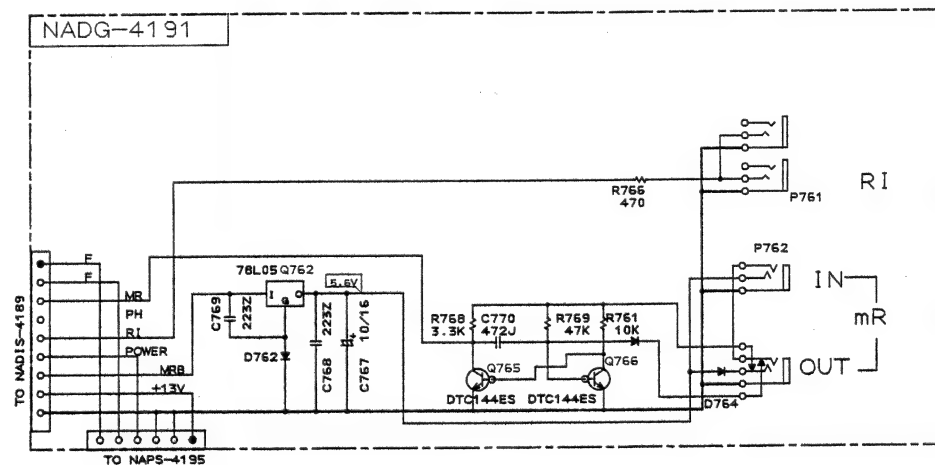 NADG-4191
R766
470
P761
RI
P762
IN
mR
OUT
D764
F
F
MR
PH
RI
POWER
MRB
+13V
TO NADIS-4189
TO NAPS-4195
78L05 Q762
5.6V
C769
223Z
D762
223Z
C768
10/16
C767
R768
3.3K
C770
472J
R769
47K
R761
10K
Q765
Q766
DTC144ES
DTC144ES
I
G
+